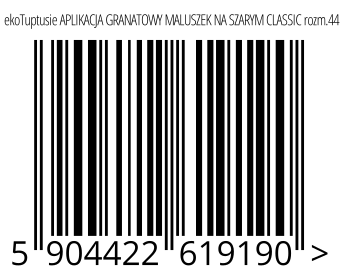 ekoTuptusie APLIKACJA GRANATOWY MALUSZEK NA SZARYM CLASSIC rozm.44
5 904422 619190 >